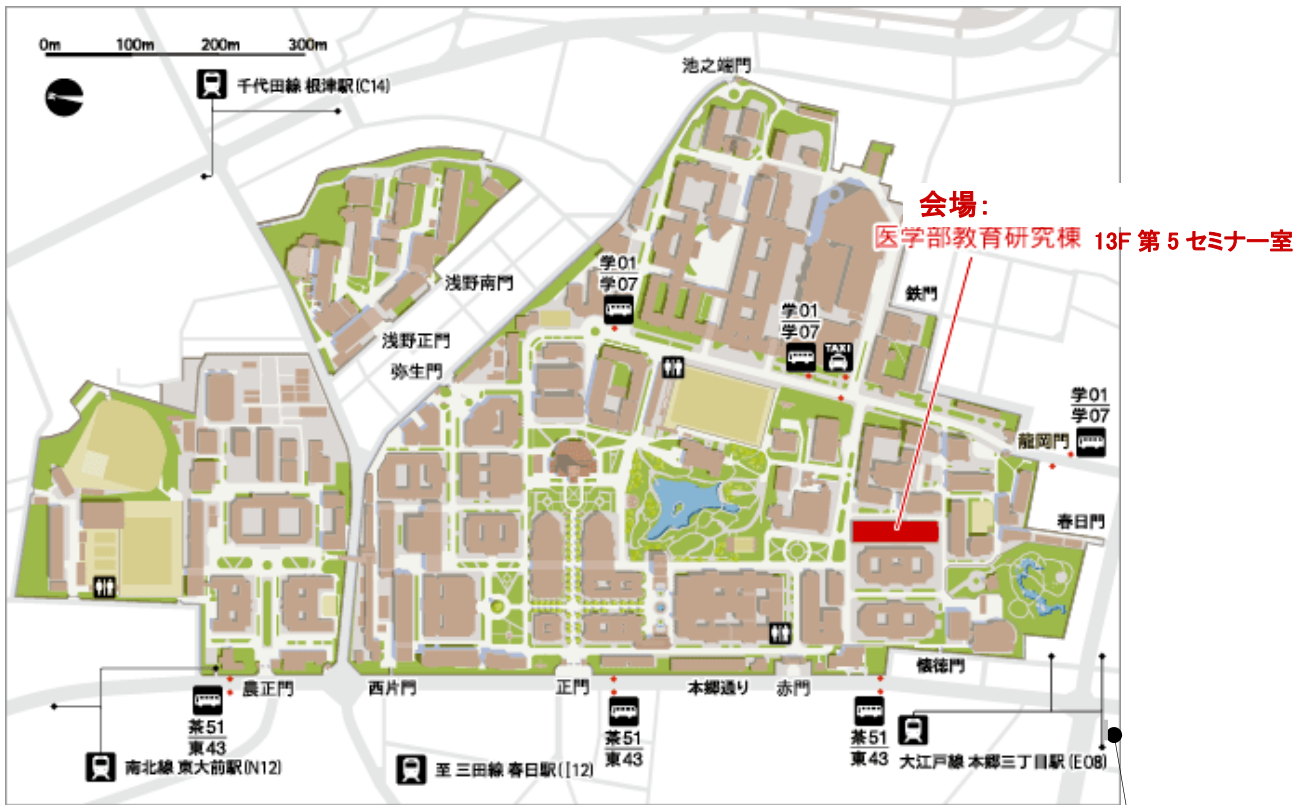 0m 100m 200m 300m
千代田線 根津駅(C14)
池之端門
会場：
医学部教育研究棟 13F 第 5 セミナー室
浅野南門
学01
学07
鉄門
学01
学07
TAXI
浅野正門
弥生門
学01
学07
龍岡門
春日門
懐徳門
農正門
西片門
正門
本郷通り
赤門
茶51
東43
茶51
東43
茶51
東43
南北線 東大前駅(N12)
至 三田線 春日駅(I12)
大江戸線 本郷三丁目駅(E08)